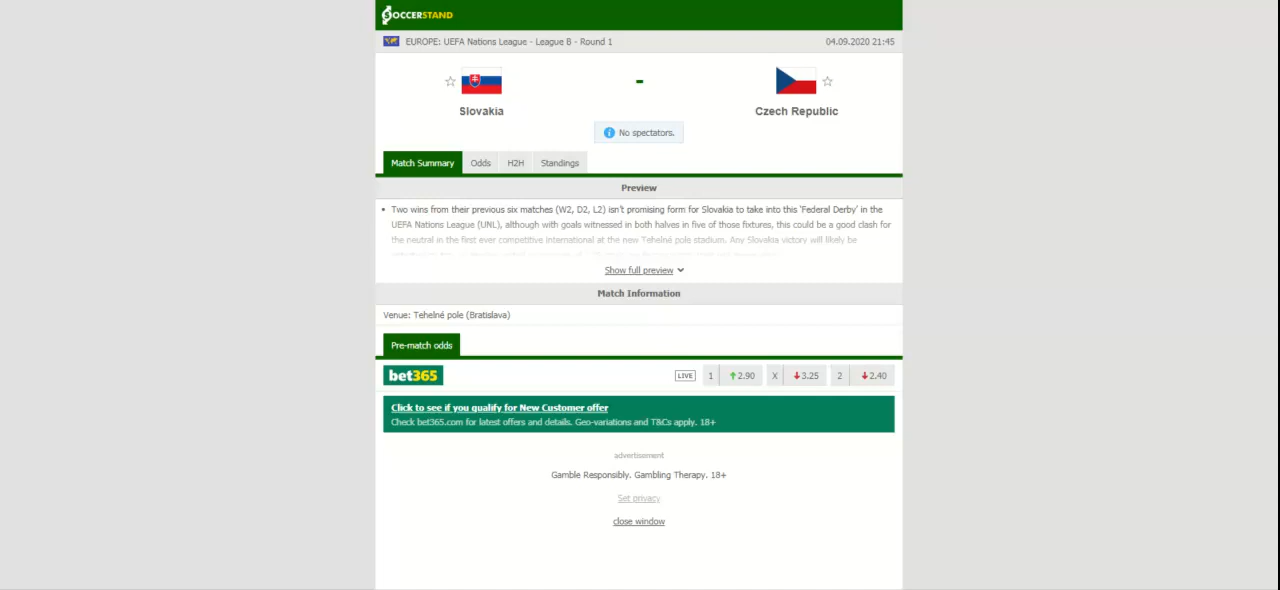 SOCCERSTAND
EUROPE: UEFA Nations League - League B - Round 1 04.09.2020 21:45
-
Slovakia Czech Republic
No spectators.
Match Summary Odds H2H Standings
Preview
• Two wins from their previous six matches (W2, D2, L2) isn't promising form for Slovakia to take into this 'Federal Derby' in the
UEFA Nations League (UNL), although with goals witnessed in both halves in five of those fixtures, this could be a good clash for
the neutral in the first ever competitive international at the new Tehelné pole stadium. Any Slovakia victory will likely be
Show full preview
Match Information
Venue: Tehelné pole (Bratislava)
Pre-match odds
bet365 LIVE 1 2.90 X 3.25 2 2.40
Click to see if you qualify for New Customer offer
Check bet365.com for latest offers and details. Geo-variations and T&Cs apply. 18+
advertisement
Gamble Responsibly. Gambling Therapy. 18+
Set privacy
close window